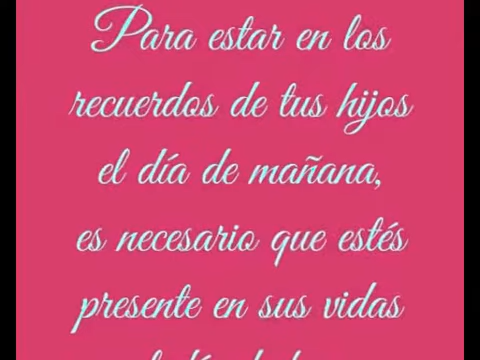 Para estar en los
recuerdos de tus hijos
el día de mañana,
es necesario que estés
presente en sus vidas